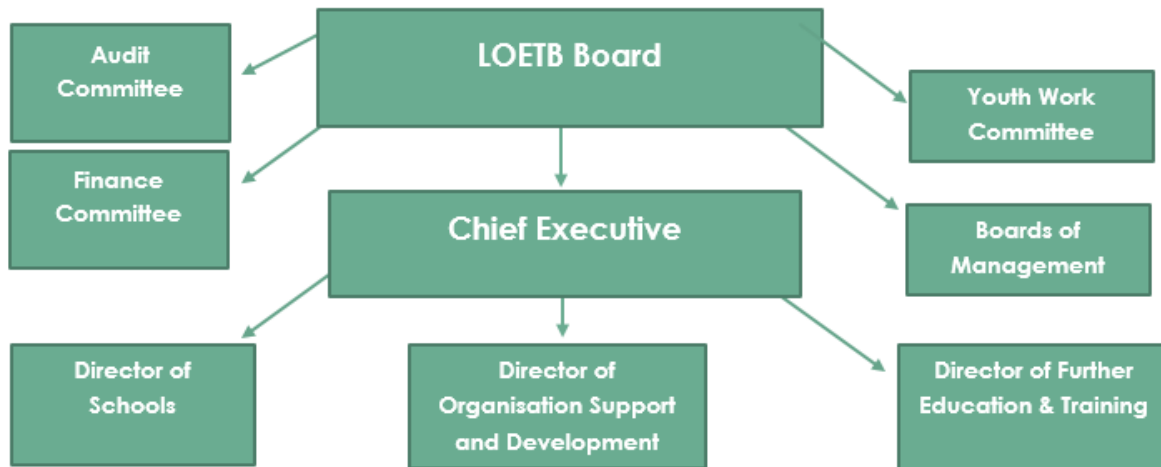 LOETB Board
Audit
Committee
Youth Work
Committee
Finance
Committee
Chief Executive
Boards of
Management
Director of
Schools
Director of
Organisation Support
and Development
Director of Further
Education & Training